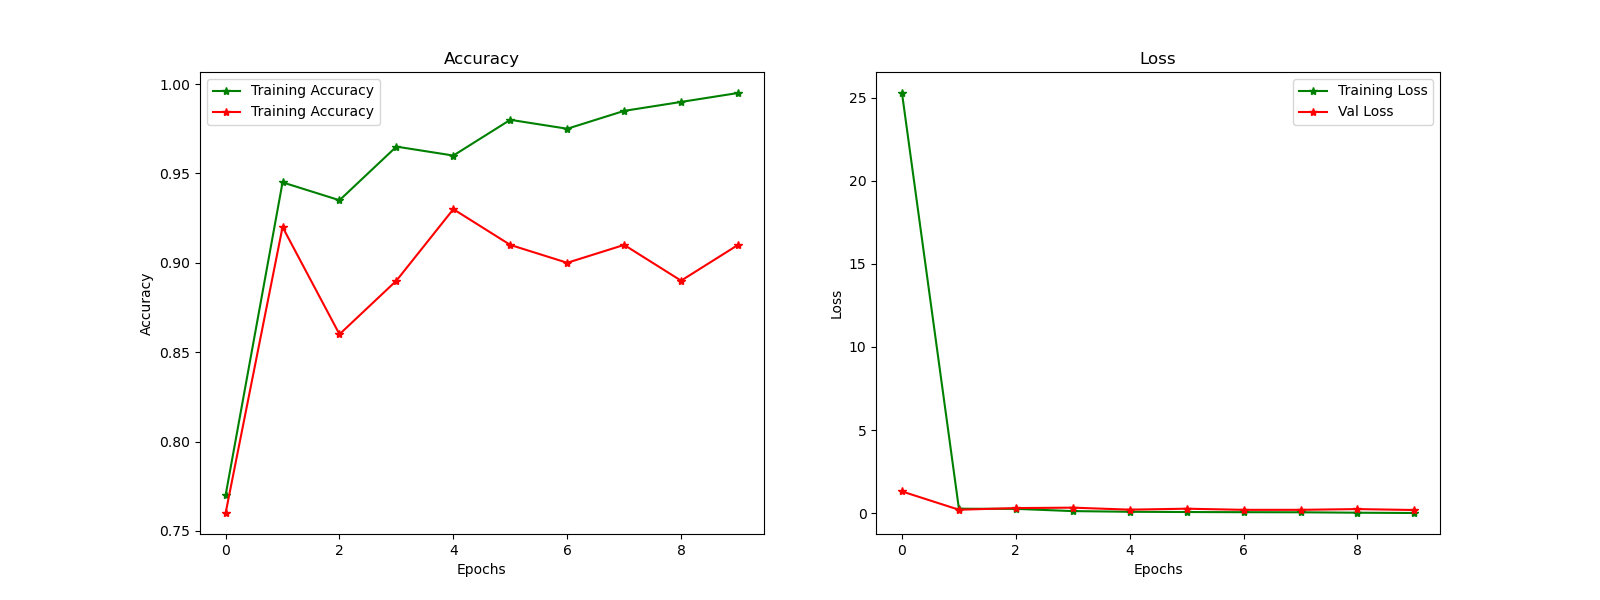 Accuracy
Training Accuracy
Training Accuracy
1.00
0.95
0.90
0.85
0.80
0.75
Accuracy
0
2
4
6
8
Epochs
Loss
Training Loss
Val Loss
25
20
15
10
5
0
Loss
0
2
4
6
8
Epochs